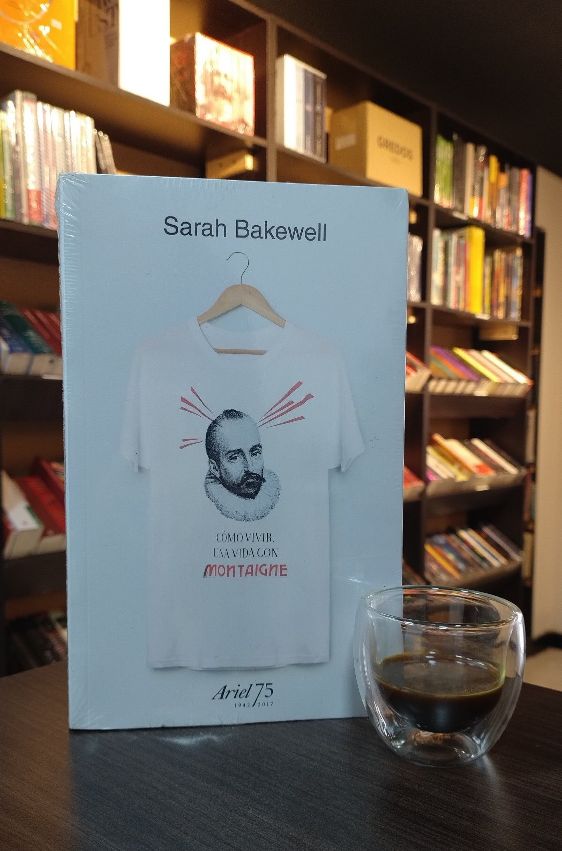 GREDOS
Sarah Bakewell
CÓMO VIVIR.
UNA VIDA CON
MONTAIGNE
Ariel 75
1942 2017